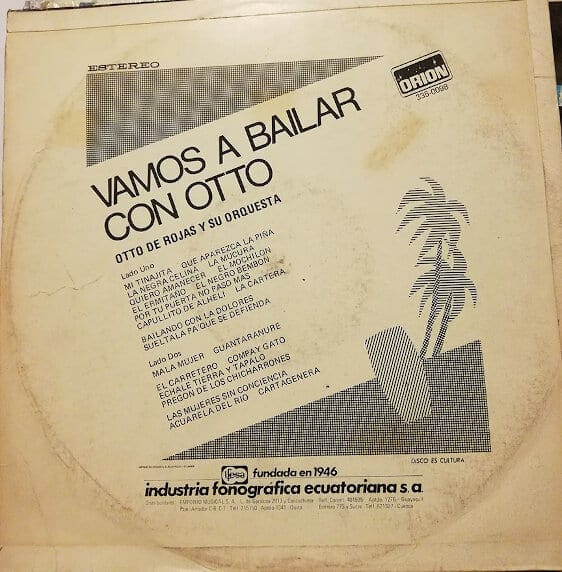 ESTEREO
ORION
335-0098
VAMOS A BAILAR
CON OTTO
OTTO DE ROJAS Y SU ORQUESTA
Lado Uno
MI TINAJITA QUE APAREZCA LA PIÑA
LA NEGRA CELINA LA MUCURA
QUIERO AMANECER EL MOCHILON
EL ERMITAÑO EL NEGRO BEMBON
POR TU PUERTA NO PASO MAS
CAPULLITO DE ALHELI LA CARTERA
BAILANDO CON LA DOLORES
SUELTALA PA'QUE SE DEFIENDA
Lado Dos
MALA MUJER GUANTARANURE
EL CARRETERO COMPAY GATO
ECHALE TIERRA Y TAPALO
PREGON DE LOS CHICHARRONES
LAS MUJERES SIN CONCIENCIA
ACUARELA DEL RIO CARTAGENERA
DISCO ES CULTURA
ifesa fundada en 1946
industria fonográfica ecuatoriana s.a.
EMPORIO MUSICAL S.A.